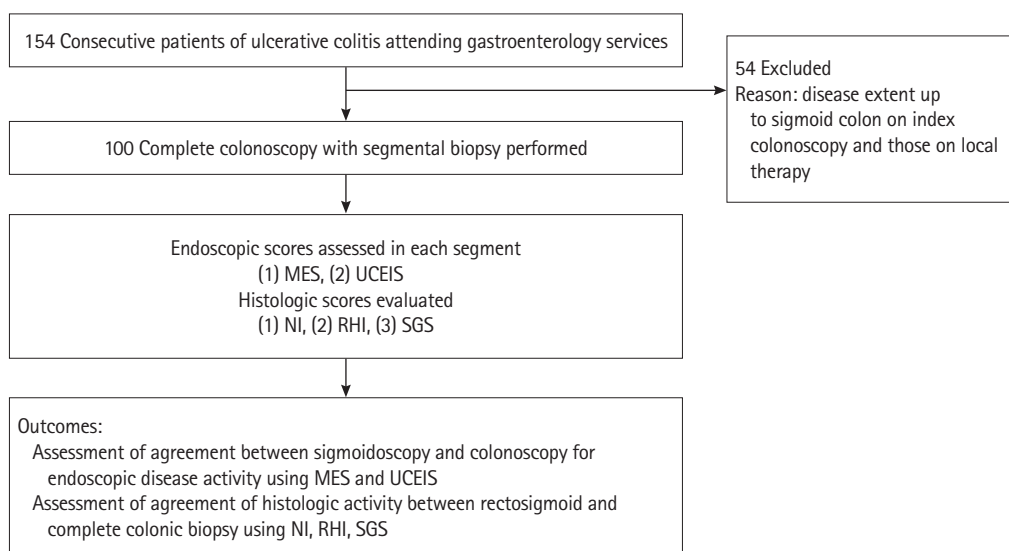 154 Consecutive patients of ulcerative colitis attending gastroenterology services
54 Excluded
Reason: disease extent up
to sigmoid colon on index
colonoscopy and those on local
therapy
100 Complete colonoscopy with segmental biopsy performed
Endoscopic scores assessed in each segment
(1) MES, (2) UCEIS
Histologic scores evaluated
(1) NI, (2) RHI, (3) SGS
Outcomes:
Assessment of agreement between sigmoidoscopy and colonoscopy for
endoscopic disease activity using MES and UCEIS
Assessment of agreement of histologic activity between rectosigmoid and
complete colonic biopsy using NI, RHI, SGS